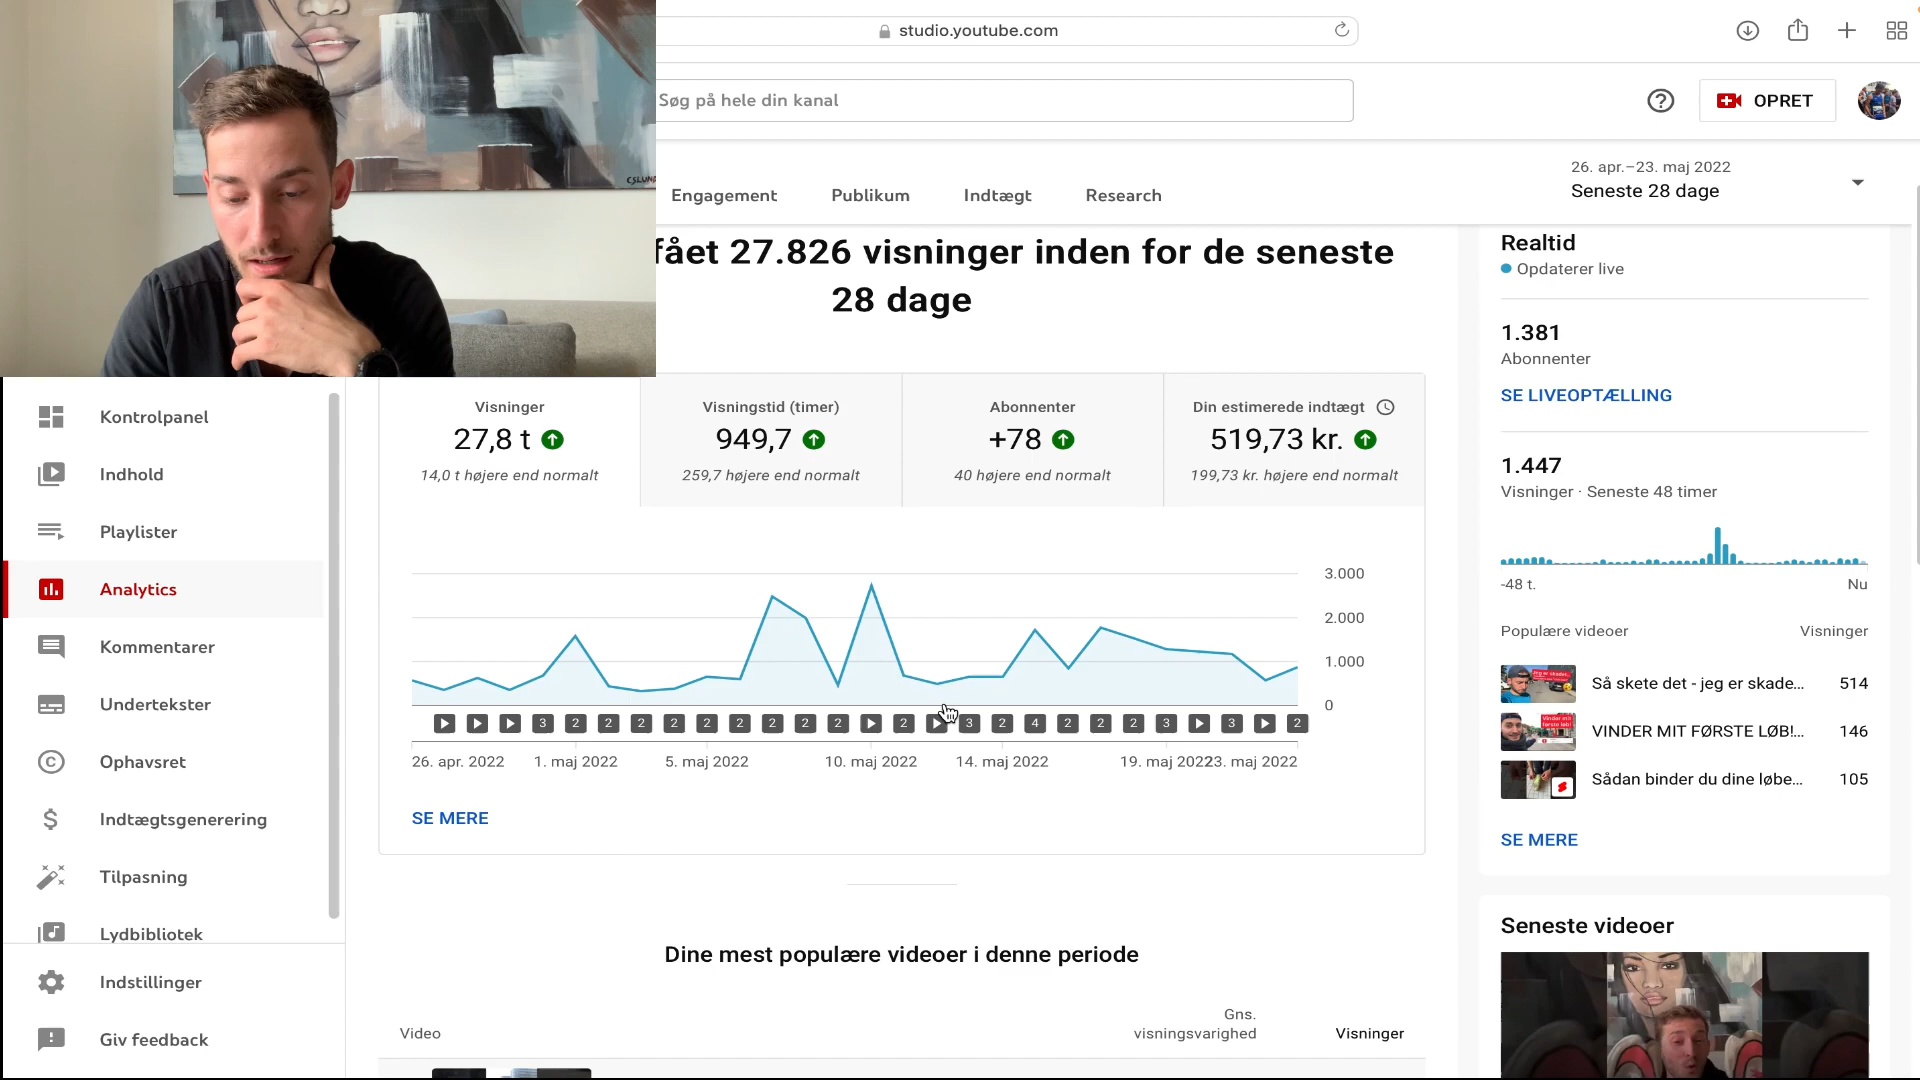 studio.youtube.com
Søg på hele din kanal
OPRET
CSLUND
Engagement
Publikum
Indtægt
Research
26. apr.–23. maj 2022
Seneste 28 dage
fået 27.826 visninger inden for de seneste
28 dage
Visninger
27,8 t
14,0 t højere end normalt
Visningstid (timer)
949,7
259,7 højere end normalt
Abonnenter
+78
40 højere end normalt
Din estimerede indtægt
519,73 kr.
199,73 kr. højere end normalt
3.000
2.000
1.000
0
3 2 2 2 2 2 2 2 2 2 2 3 2 4 2 2 2 3 3 2
26. apr. 2022
1. maj 2022
5. maj 2022
10. maj 2022
14. maj 2022
19. maj 2022
23. maj 2022
SE MERE
Dine mest populære videoer i denne periode
Video
Gns.
visningsvarighed
Visninger
Kontrolpanel
Indhold
Playlister
Analytics
Kommentarer
Undertekster
Ophavsret
Indtægtsgenerering
Tilpasning
Lydbibliotek
Indstillinger
Giv feedback
Realtid
Opdaterer live
1.381
Abonnenter
SE LIVEOPTÆLLING
1.447
Visninger · Seneste 48 timer
-48 t.
Nu
Populære videoer
Visninger
Så skete det - jeg er skade...
514
VINDER MIT FØRSTE LØB!...
146
Sådan binder du dine løbe...
105
SE MERE
Seneste videoer